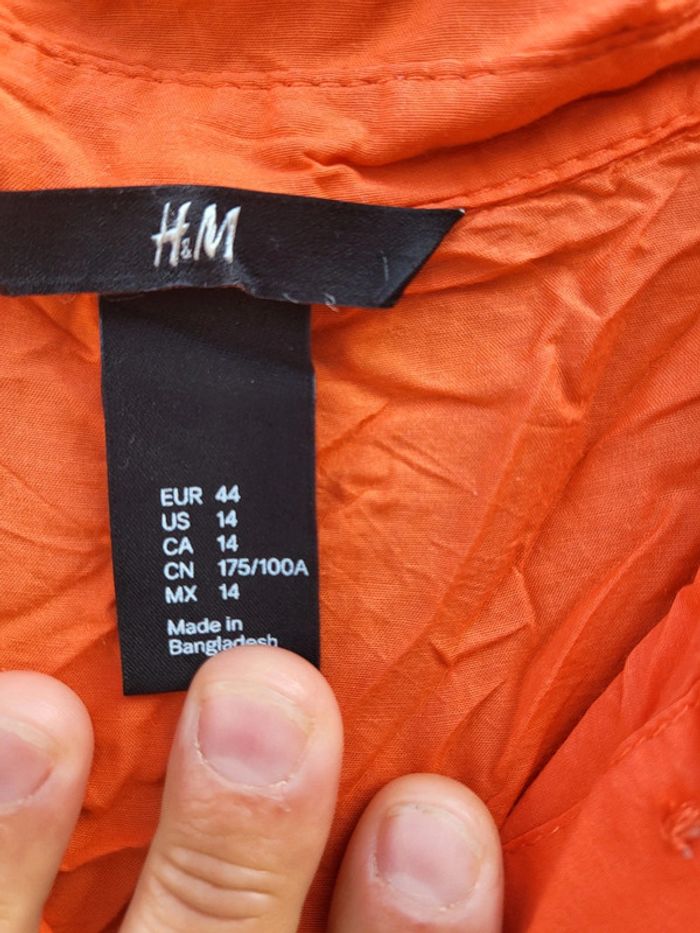 H&M
EUR 44
US 14
CA 14
CN 175/100A
MX 14
Made in
Bangladesh